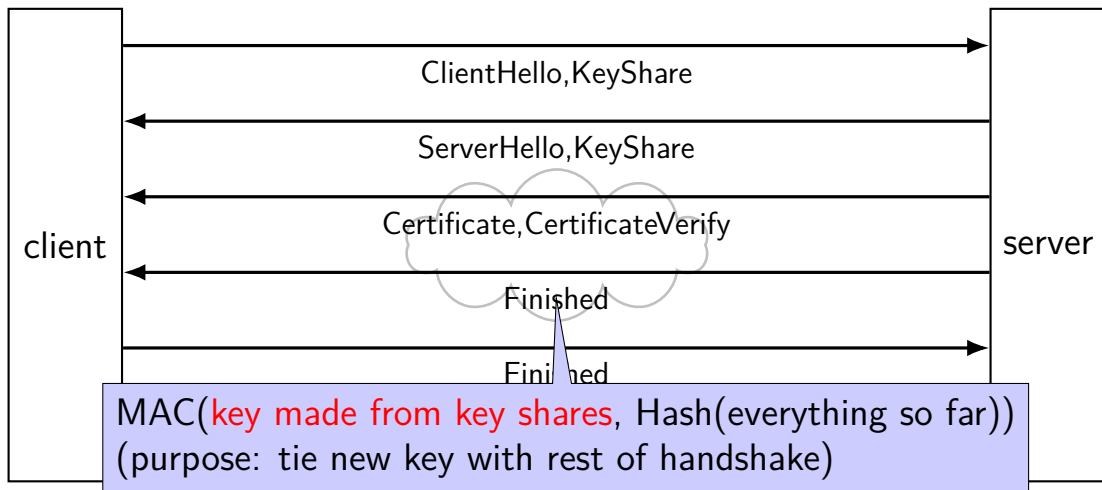 ClientHello,KeyShare
ServerHello,KeyShare
Certificate,CertificateVerify
client
server
Finished
Finished
MAC(key made from key shares, Hash(everything so far))
(purpose: tie new key with rest of handshake)